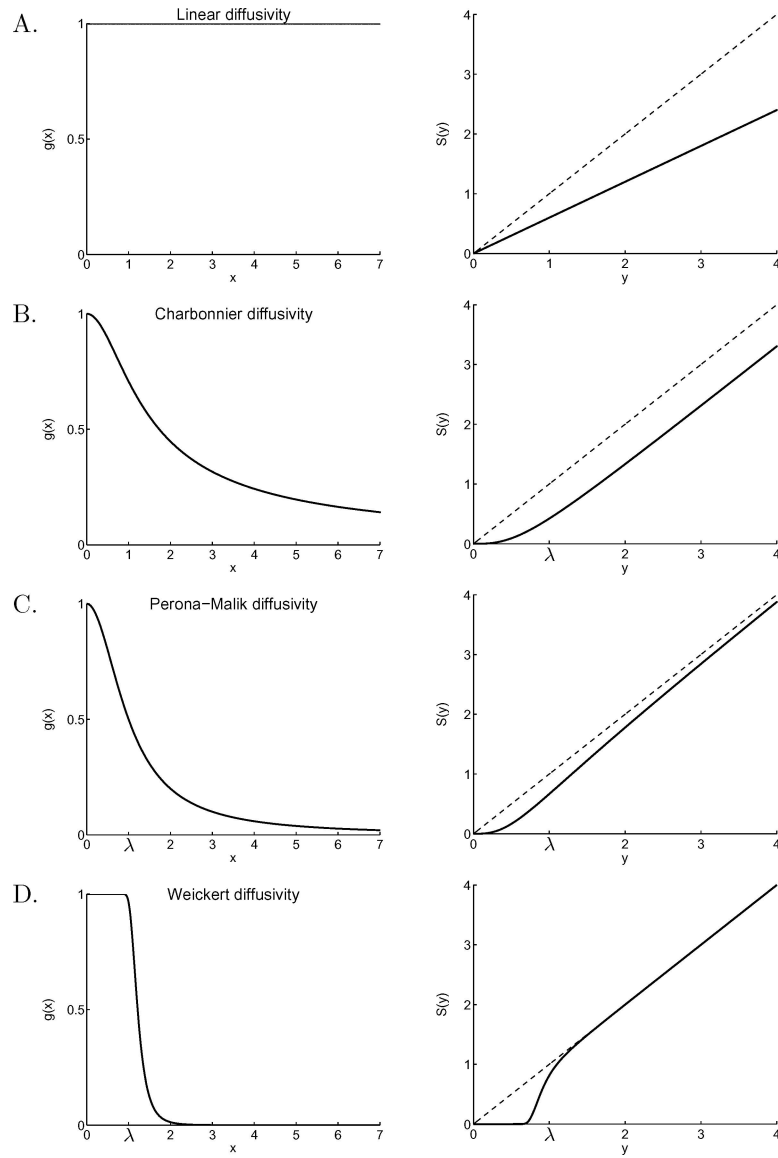 A.
Linear diffusivity
1
0.5
0
g(x)
0 1 2 3 4 5 6 7
x
4
3
2
1
0
S(y)
0 1 2 3 4
y
B.
Charbonnier diffusivity
1
0.5
0
g(x)
0 1 2 3 4 5 6 7
x
4
3
2
1
0
S(y)
0 λ 2 3 4
y
C.
Perona−Malik diffusivity
1
0.5
0
g(x)
0 λ 2 3 4 5 6 7
x
4
3
2
1
0
S(y)
0 λ 2 3 4
y
D.
Weickert diffusivity
1
0.5
0
g(x)
0 λ 2 3 4 5 6 7
x
4
3
2
1
0
S(y)
0 λ 2 3 4
y